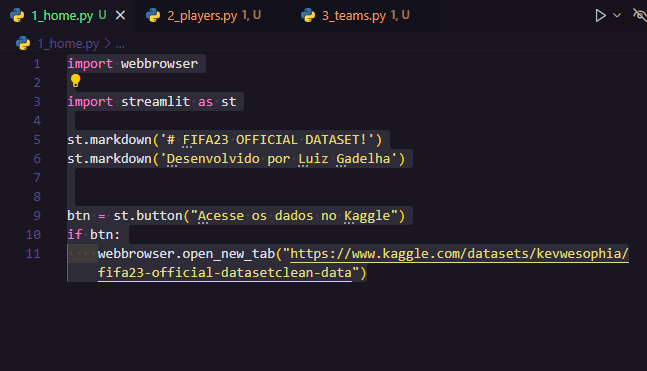 1_home.py U ×
2_players.py 1, U
3_teams.py 1, U
1_home.py > ...
1 import webbrowser
2
3 import streamlit as st
4
5 st.markdown('# FIFA23 OFFICIAL DATASET!')
6 st.markdown('Desenvolvido por Luiz Gadelha')
7
8
9 btn = st.button("Acesse os dados no Kaggle")
10 if btn:
11     webbrowser.open_new_tab("https://www.kaggle.com/datasets/kevwesophia/
fifa23-official-datasetclean-data")